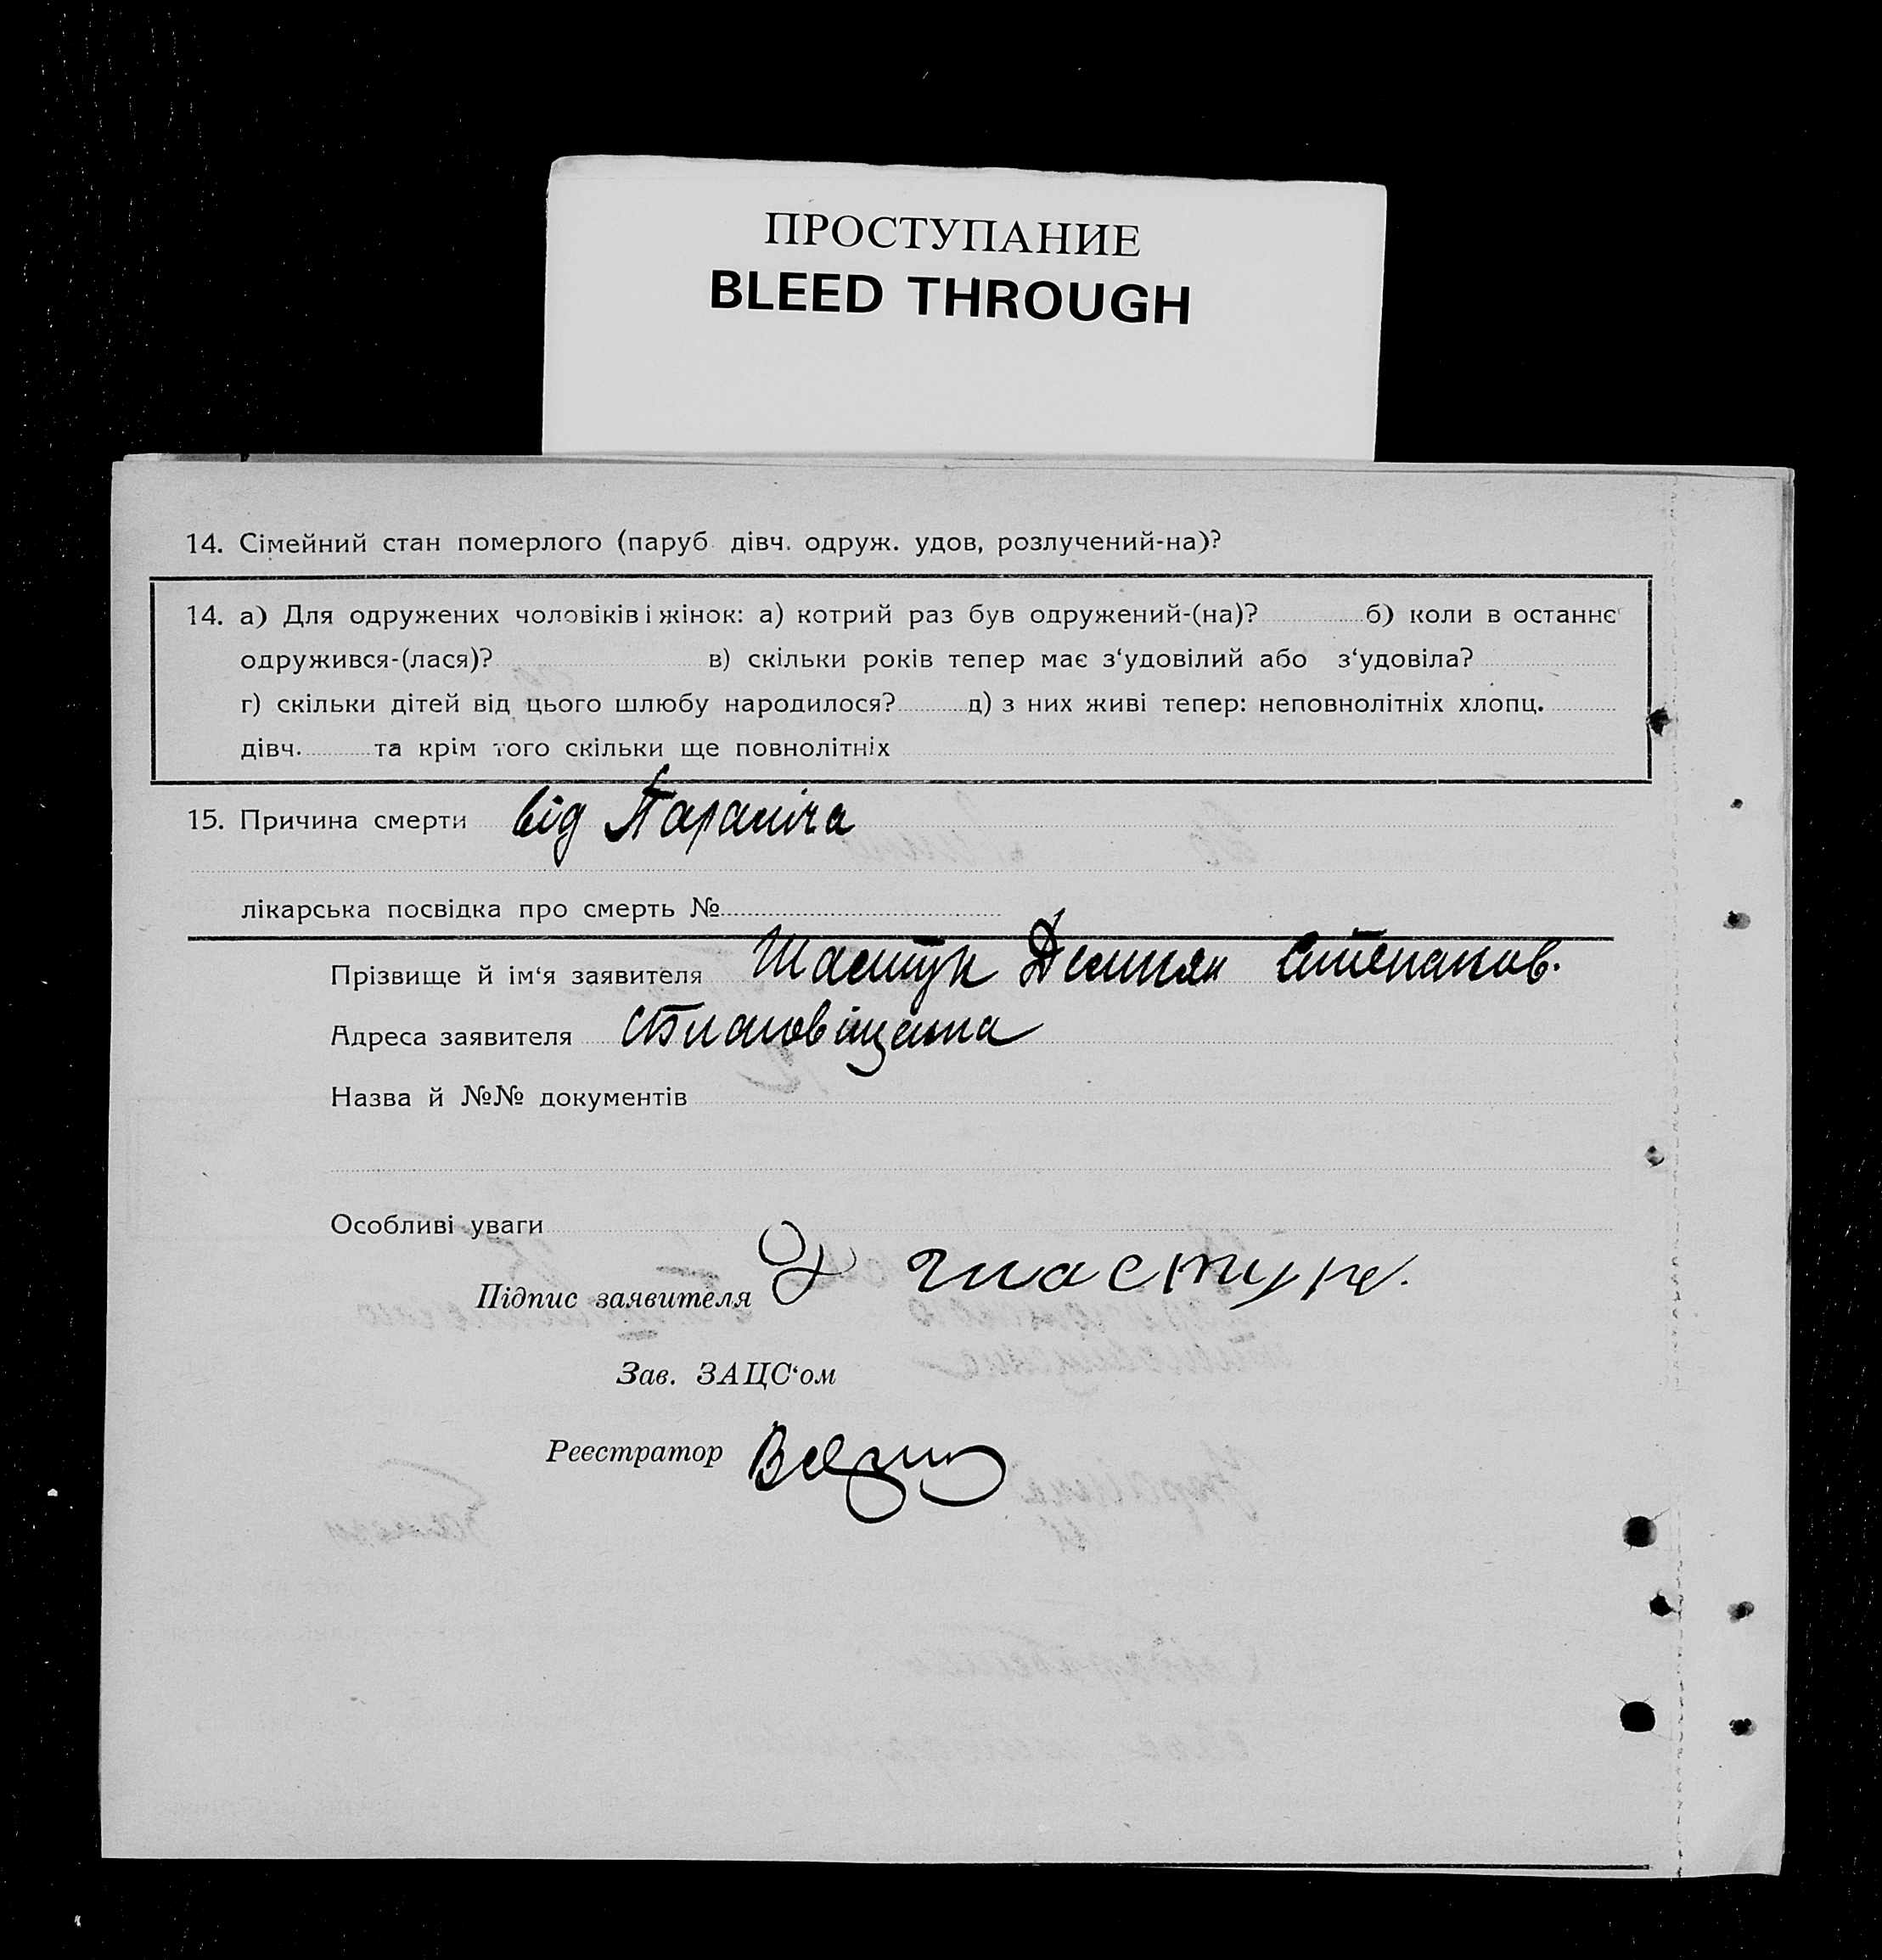 ПРОСТУПАНИЕ
BLEED THROUGH
14. Сімейний стан померлого (паруб дівч. одруж. удов, розлучений-на)?
14. а) Для одружених чоловіків і жінок: а) котрий раз був одружений-(на)? б) коли в останнє
одружився-(лася)? в) скільки років тепер має з‘удовілий або з‘удовіла?
г) скільки дітей від цього шлюбу народилося? д) з них живі тепер: неповнолітніх хлопц.
дівч. та крім того скільки ще повнолітніх
15. Причина смерти від Параліча
лікарська посвідка про смерть №
Прізвище й ім‘я заявителя Шастук Демян Степанов.
Адреса заявителя
Назва й №№ документів
Особливі уваги
Підпис заявителя
Зав. ЗАЦС‘ом
Реєстратор